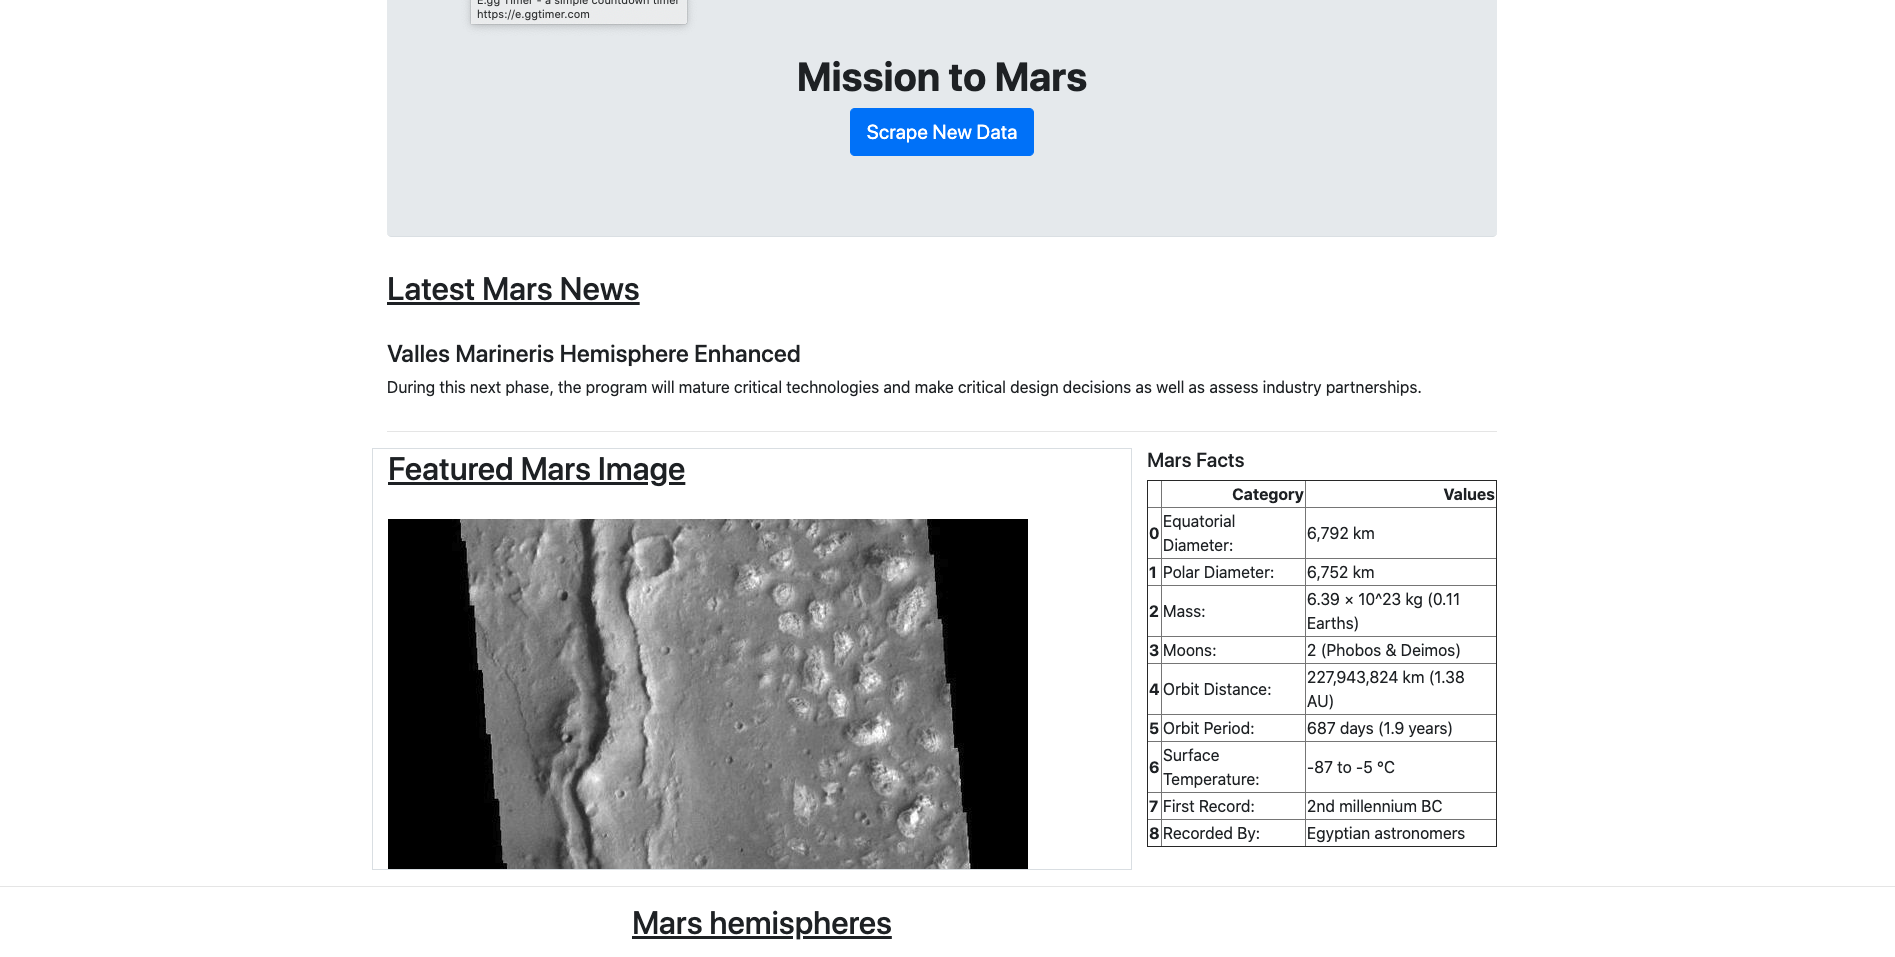 E.gg Timer - a simple countdown timer
https://e.ggtimer.com
Mission to Mars
Scrape New Data
Latest Mars News
Valles Marineris Hemisphere Enhanced
During this next phase, the program will mature critical technologies and make critical design decisions as well as assess industry partnerships.
Featured Mars Image
Mars Facts
Category Values
0 Equatorial Diameter: 6,792 km
1 Polar Diameter: 6,752 km
2 Mass: 6.39 × 10^23 kg (0.11 Earths)
3 Moons: 2 (Phobos & Deimos)
4 Orbit Distance: 227,943,824 km (1.38 AU)
5 Orbit Period: 687 days (1.9 years)
6 Surface Temperature: -87 to -5 °C
7 First Record: 2nd millennium BC
8 Recorded By: Egyptian astronomers
Mars hemispheres